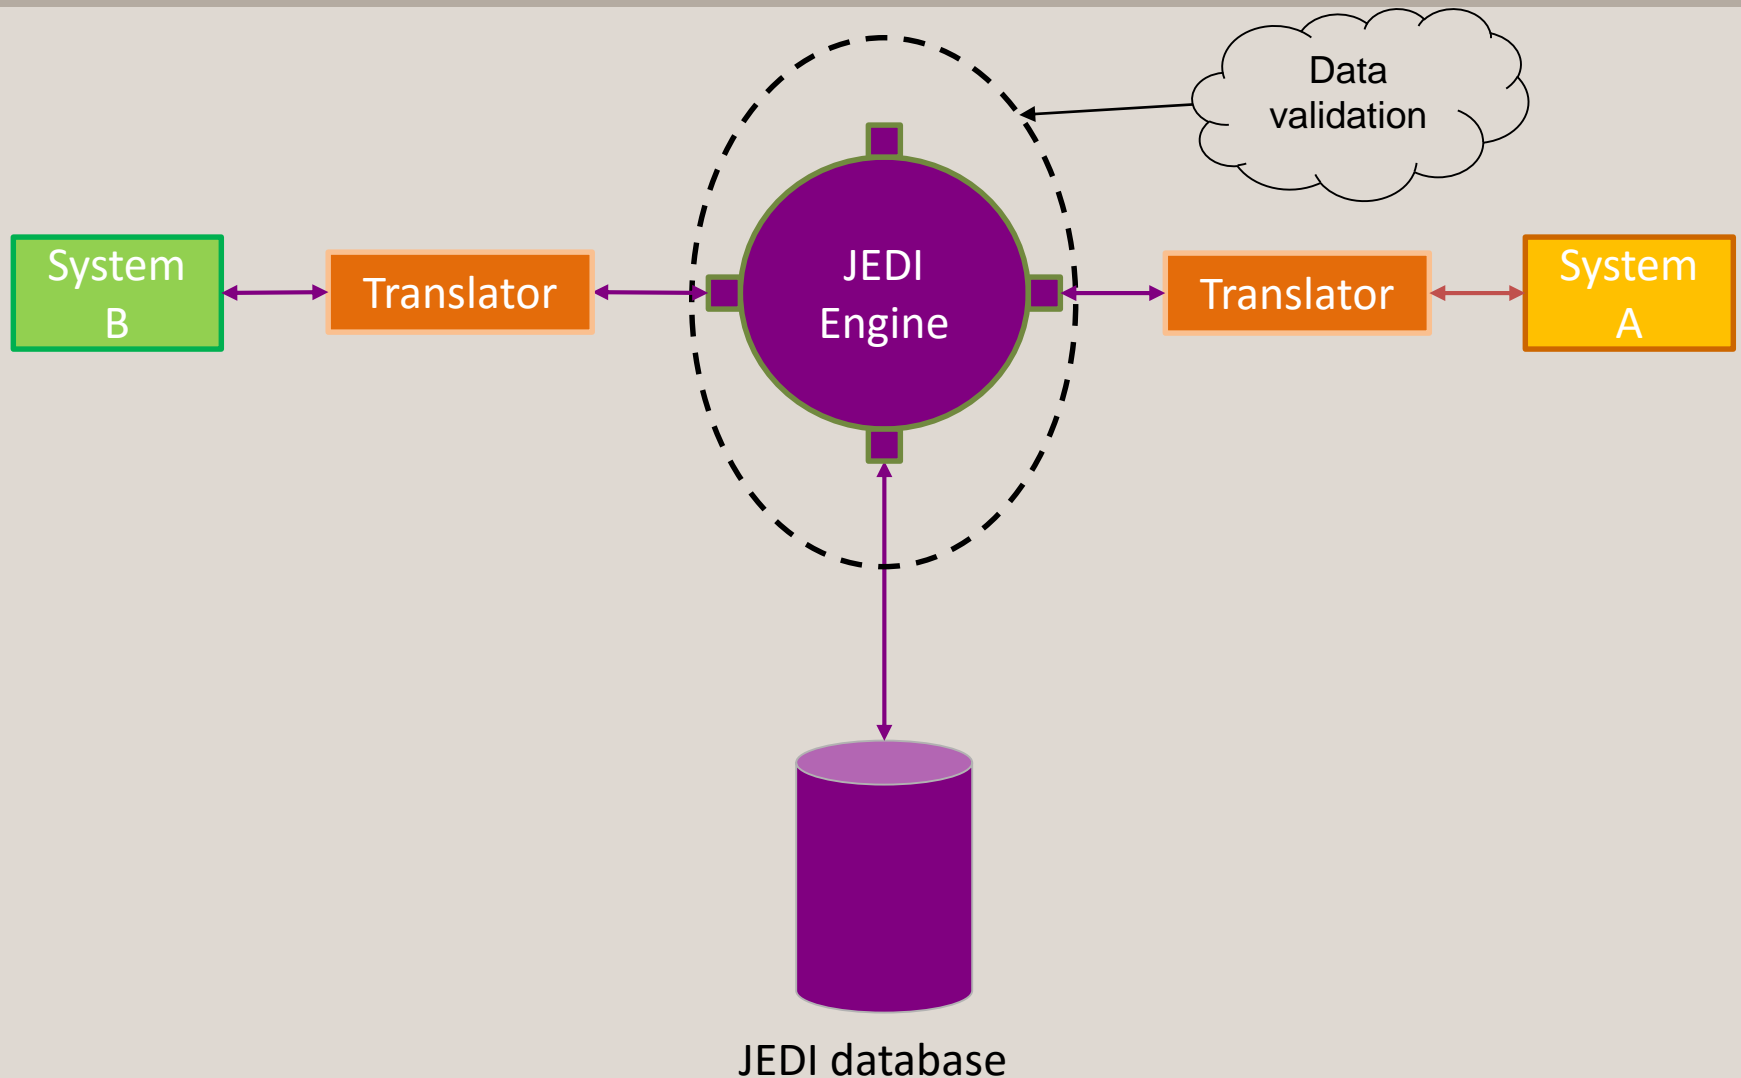 Data
validation
System
B
Translator
JEDI
Engine
Translator
System
A
JEDI database